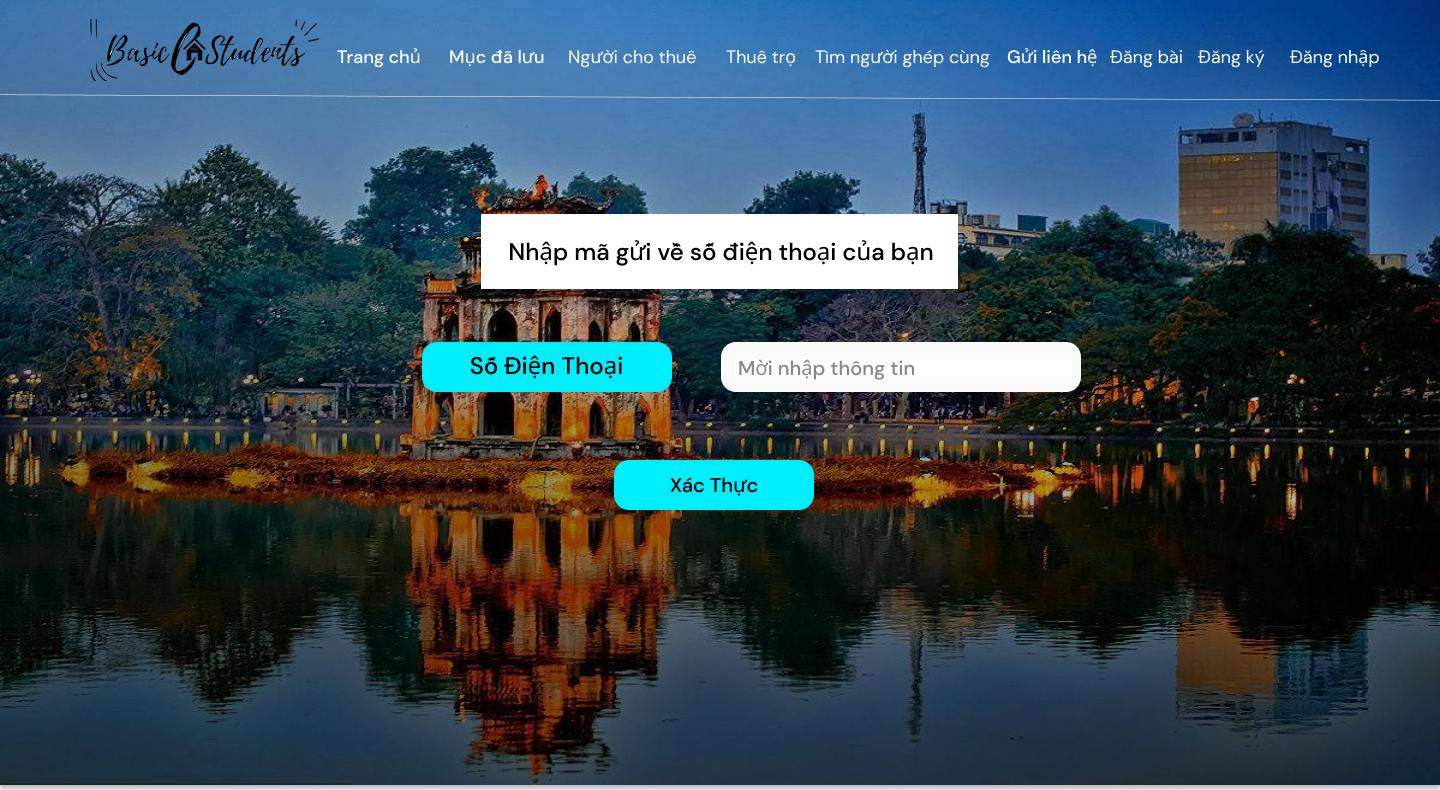 Basic Students
Trang chủ Mục đã lưu Người cho thuê Thuê trọ Tìm người ghép cùng Gửi liên hệ Đăng bài Đăng ký Đăng nhập
Nhập mã gửi về số điện thoại của bạn
Số Điện Thoại
Mời nhập thông tin
Xác Thực